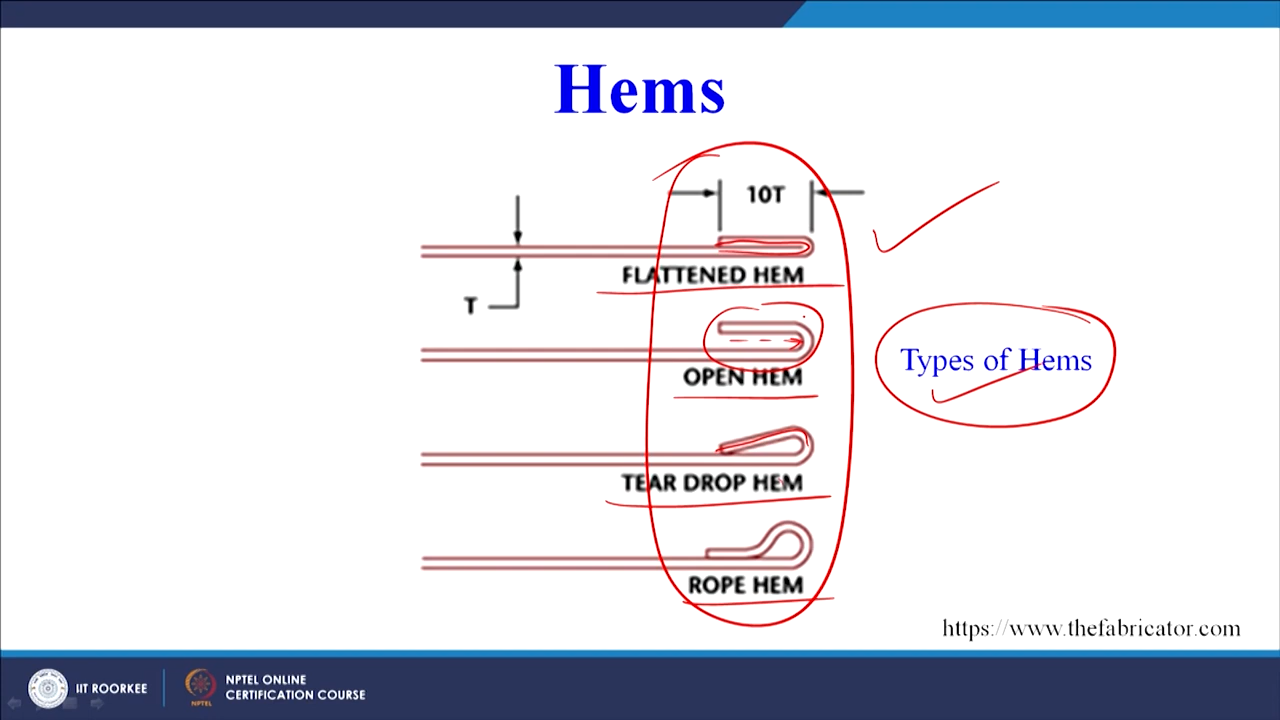 Hems
10T
FLATTENED HEM
T
OPEN HEM
Types of Hems
TEAR DROP HEM
ROPE HEM
https://www.thefabricator.com
IIT ROORKEE
NPTEL ONLINE
CERTIFICATION COURSE
NPTEL